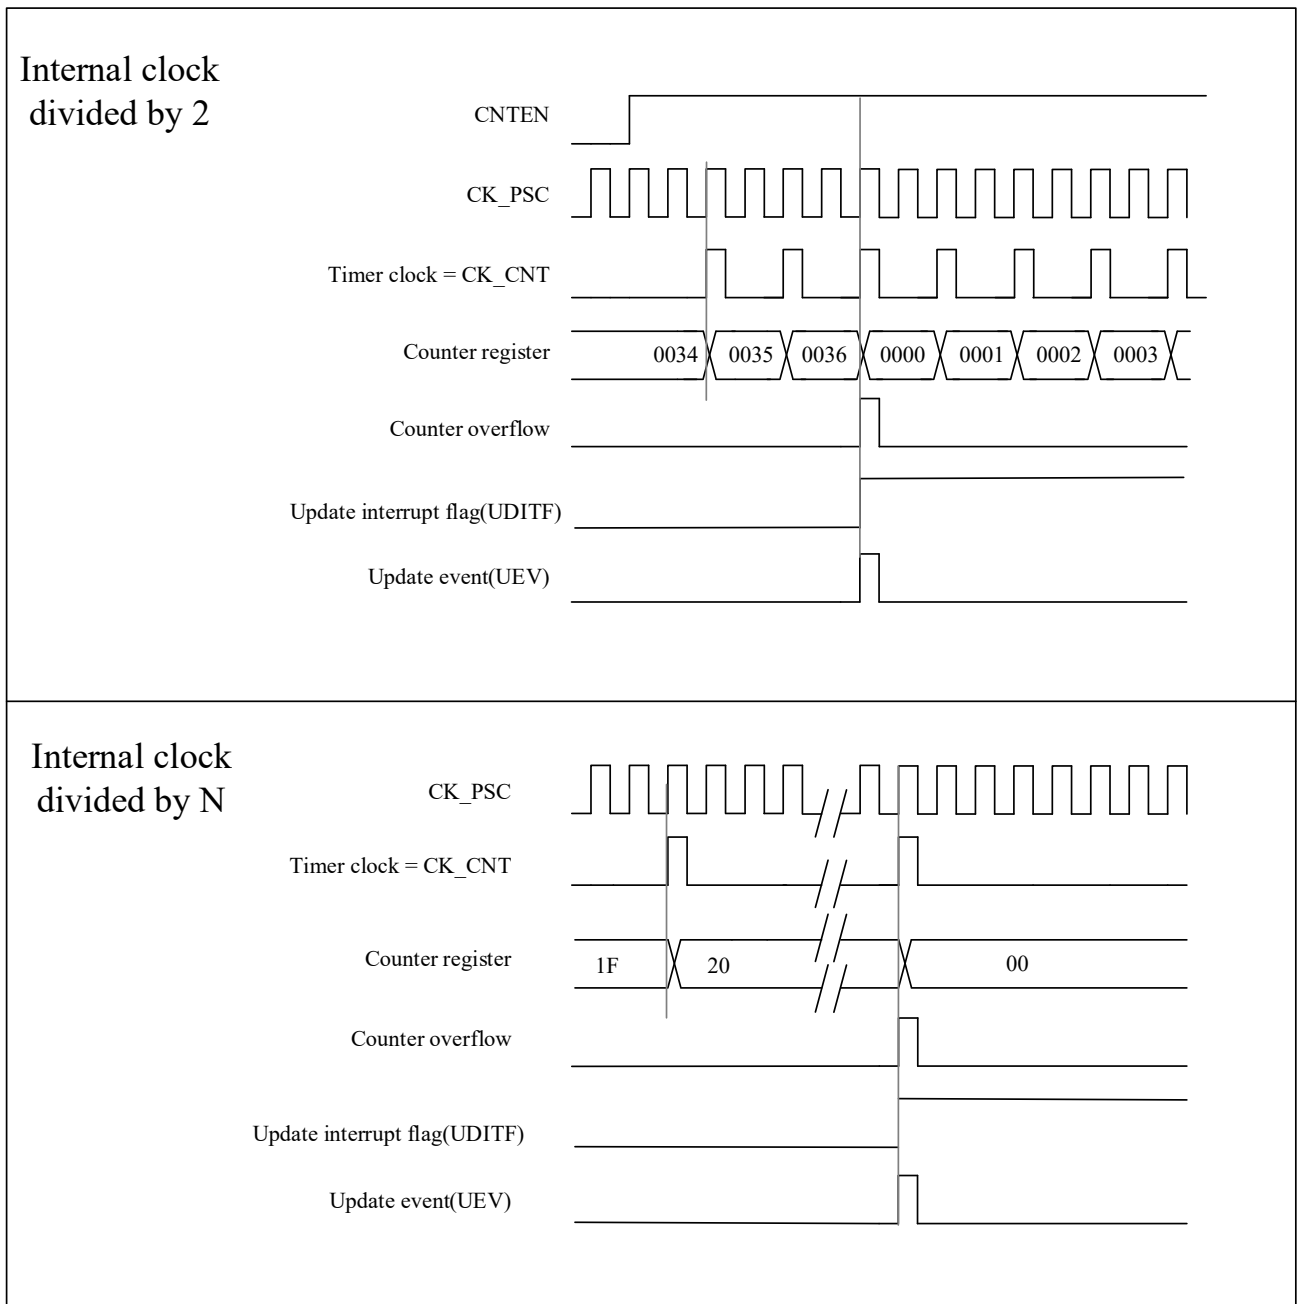 Internal clock
divided by 2
CNTEN
CK_PSC
Timer clock = CK_CNT
Counter register
0034 0035 0036 0000 0001 0002 0003
Counter overflow
Update interrupt flag(UDITF)
Update event(UEV)
Internal clock
divided by N
CK_PSC
Timer clock = CK_CNT
Counter register
1F 20 00
Counter overflow
Update interrupt flag(UDITF)
Update event(UEV)